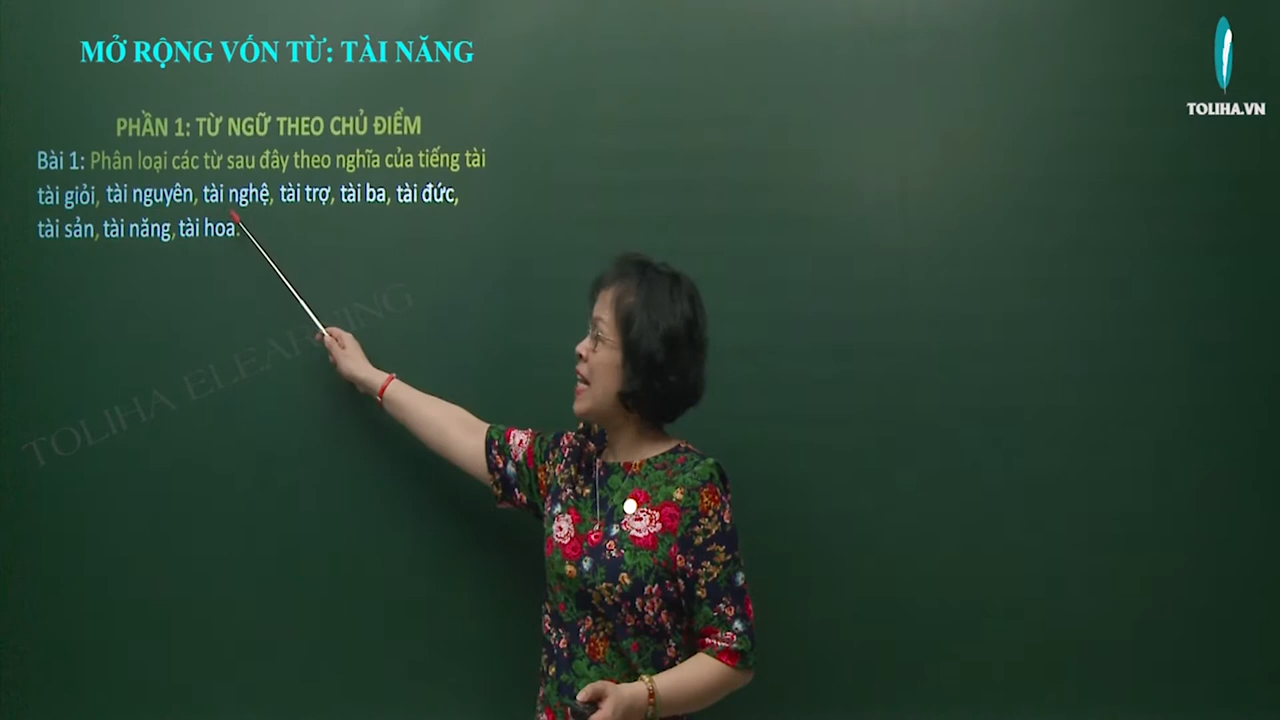 MỞ RỘNG VỐN TỪ: TÀI NĂNG
TOLIHA.VN
PHẦN 1: TỪ NGỮ THEO CHỦ ĐIỂM
Bài 1: Phân loại các từ sau đây theo nghĩa của tiếng tài
tài giỏi, tài nguyên, tài nghệ, tài trợ, tài ba, tài đức,
tài sản, tài năng, tài hoa.
TOLIHA ELEARNING